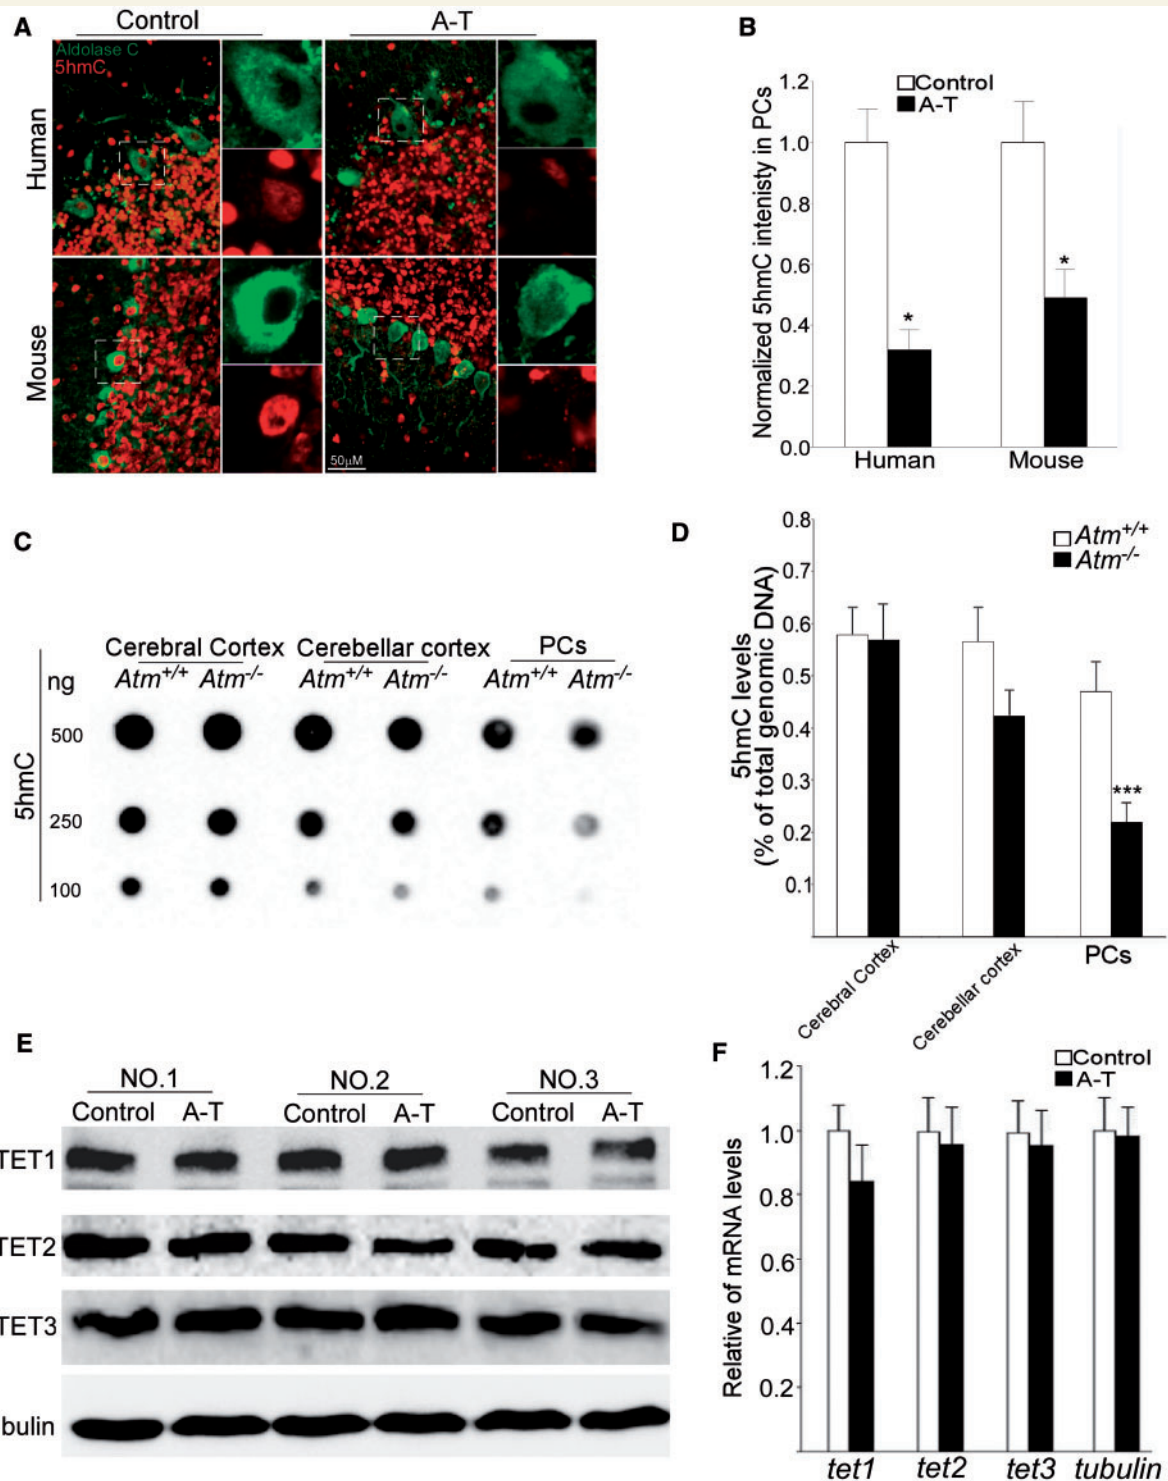 A
Control
A-T
Aldolase C
5hmC
Human
Mouse
50μM
B
Control
A-T
Normalized 5hmC intenisty in PCs
1.2
1.0
0.8
0.6
0.4
0.2
0.0
*
*
Human Mouse
C
Cerebral Cortex Cerebellar cortex PCs
ng Atm+/+ Atm-/- Atm+/+ Atm-/- Atm+/+ Atm-/-
5hmC
500
250
100
D
Atm+/+
Atm-/-
5hmC levels
(% of total genomic DNA)
0.8
0.7
0.6
0.5
0.4
0.3
0.2
0.1
***
Cerebral Cortex
Cerebellar cortex
PCs
E
NO.1 NO.2 NO.3
Control A-T Control A-T Control A-T
TET1
TET2
TET3
bulin
F
Control
A-T
Relative of mRNA levels
1.2
1.0
0.8
0.6
0.4
0.2
tet1 tet2 tet3 tubulin